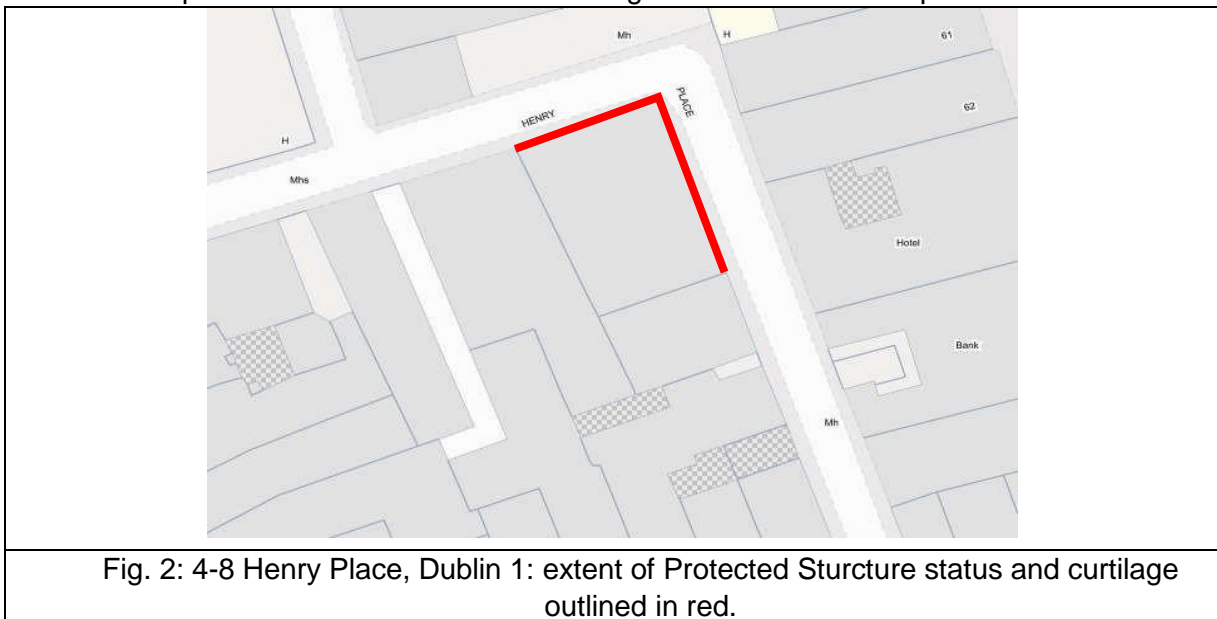 Mh
H
61
PLACE
62
HENRY
H
Mhs
Hotel
Bank
Mh
Fig. 2: 4-8 Henry Place, Dublin 1: extent of Protected Sturcture status and curtilage
outlined in red.